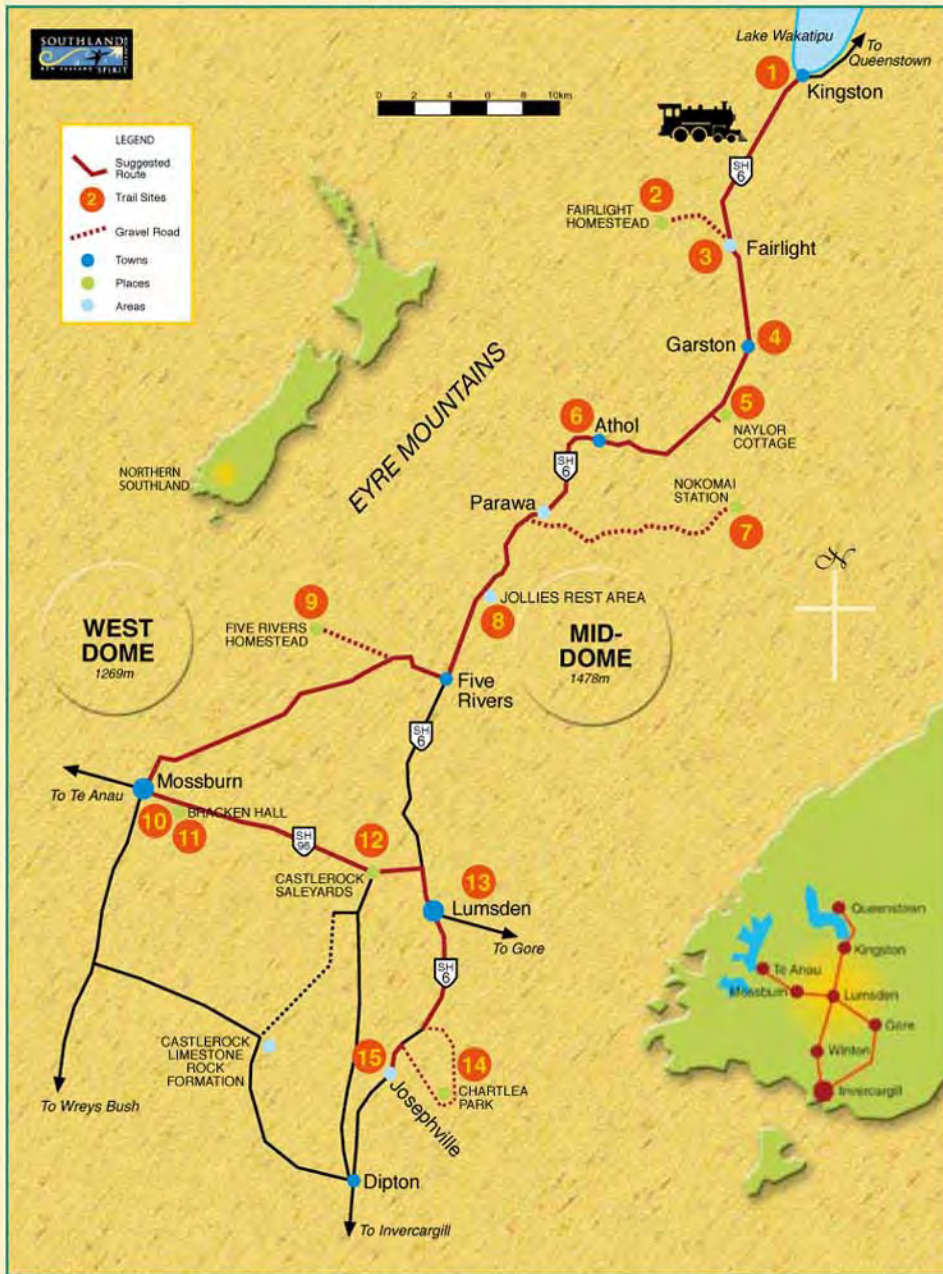 SOUTHLAND
NEW ZEALAND
SPIRIT
Lake Wakatipu
To
Queenstown
1
Kingston
0 2 4 6 8 10km
LEGEND
Suggested
Route
2
Trail Sites
Gravel Road
Towns
Places
Areas
SH
6
2
FAIRLIGHT
HOMESTEAD
3
Fairlight
Garston
4
5
NAYLOR
COTTAGE
6
Athol
EYRE MOUNTAINS
NORTHERN
SOUTHLAND
SH
6
NOKOMAI
STATION
7
Parawa
N
JOLLIES REST AREA
8
9
FIVE RIVERS
HOMESTEAD
WEST
DOME
1269m
MID-
DOME
1478m
Five
Rivers
SH
6
Mossburn
To Te Anau
10
11
BRACKEN HALL
SH
96
12
CASTLEROCK
SALEYARDS
13
Lumsden
To Gore
SH
6
CASTLEROCK
LIMESTONE
ROCK
FORMATION
15
Josephville
14
CHARTLEA
PARK
To Wreys Bush
Dipton
To Invercargill
Queenstown
Kingston
Te Anau
Mossburn
Lumsden
Gore
Winton
Invercargill